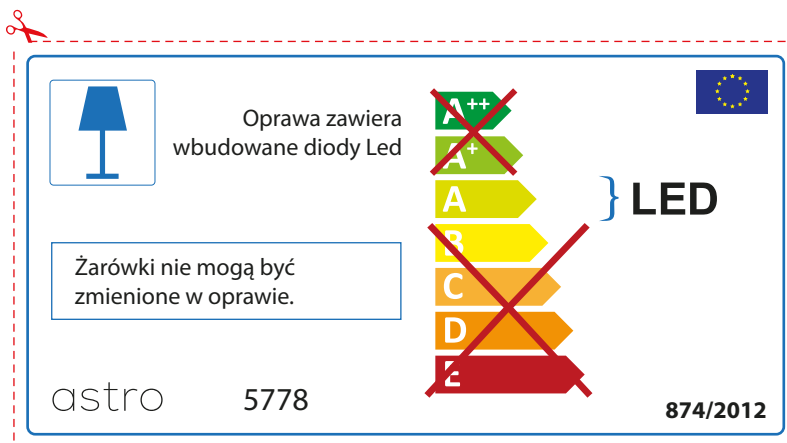 Oprawa zawiera
wbudowane diody Led
A++
A+
A
B
C
D
E
LED
Żarówki nie mogą być
zmienione w oprawie.
astro
5778
874/2012